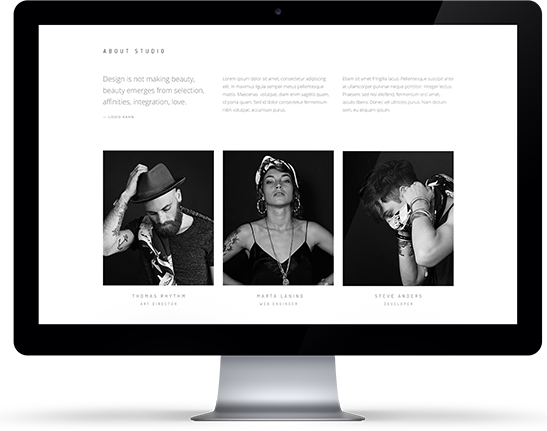 ABOUT STUDIO
Design is not making beauty,
beauty emerges from selection,
affinities, integration, love.
— LOUIS KAHN
Lorem ipsum dolor sit amet, consectetur adipiscing
elit. In maximus ligula semper metus pellentesque
mattis. Maecenas volutpat, diam enim sagittis quam,
id porta quam. Sed id dolor consectetur fermentum
nibh volutpat, accumsan purus.
Etiam sit amet fringilla lacus. Pellentesque suscipit ante
at ullamcorper pulvinar neque porttitor. Integer lectus.
Praesent sed nisi eleifend, fermentum orci amet,
iaculis libero. Donec vel ultricies purus. Nam dictum
sem, eu aliquam erat.
THOMAS RHYTHM
ART DIRECTOR
MARTA LANING
WEB
STEVE ANDERS
DEVELOPER